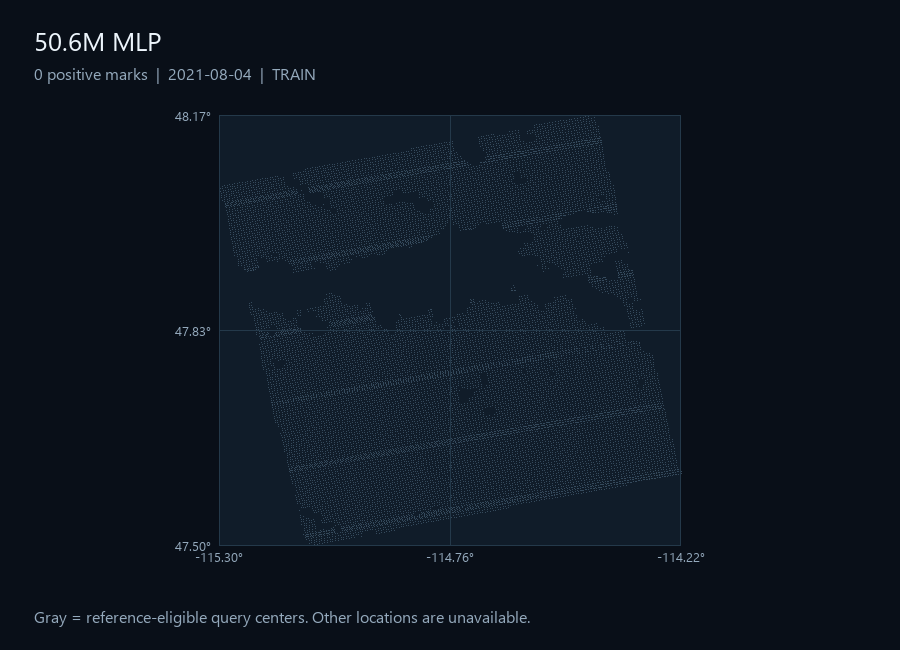 50.6M MLP
0 positive marks | 2021-08-04 | TRAIN
48.17°
47.83°
47.50°
-115.30°
-114.76°
-114.22°
Gray = reference-eligible query centers. Other locations are unavailable.